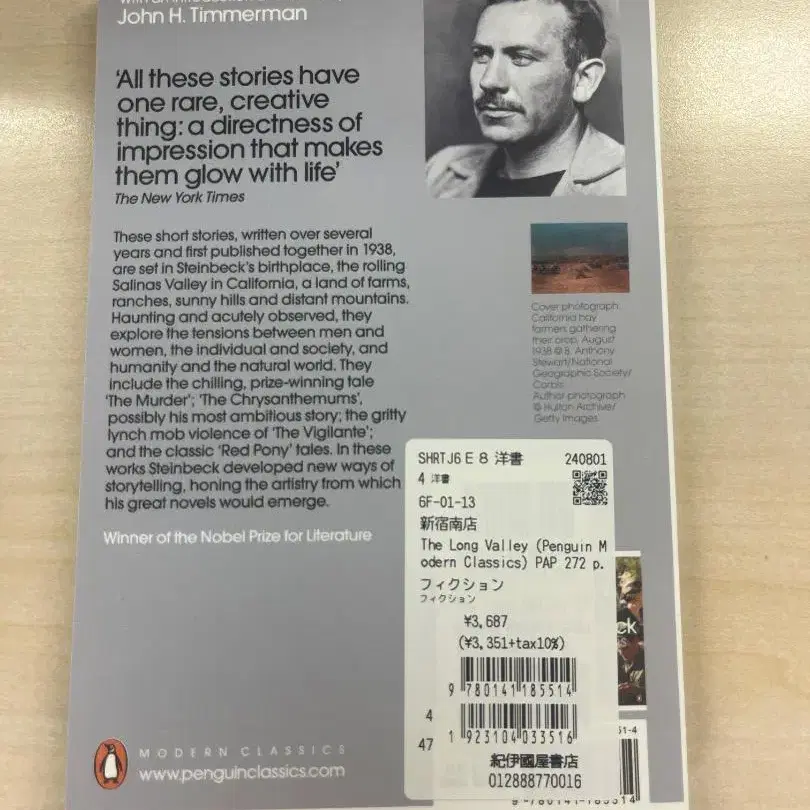 John H. Timmerman
‘All these stories have
one rare, creative
thing: a directness of
impression that makes
them glow with life’
The New York Times
These short stories, written over several
years and first published together in 1938,
are set in Steinbeck's birthplace, the rolling
Salinas Valley in California, a land of farms,
ranches, sunny hills and distant mountains.
Haunting and acutely observed, they
explore the tensions between men and
women, the individual and society, and
humanity and the natural world. They
include the chilling, prize-winning tale
‘The Murder’; ‘The Chrysanthemums’,
possibly his most ambitious story; the gritty
lynch mob violence of ‘The Vigilante’;
and the classic ‘Red Pony’ tales. In these
works Steinbeck developed new ways of
storytelling, honing the artistry from which
his great novels would emerge.
Winner of the Nobel Prize for Literature
Cover photograph:
California hay
farmers gathering
their crop, August
1938 © B. Anthony
Stewart/National
Geographic Society/
Corbis
Author photograph
© Hulton Archive/
Getty Images
SHRTJ6 E 8 洋書 240801
4 洋書
6F-01-13
新宿南店
The Long Valley (Penguin M
odern Classics) PAP 272 p.
フィクション
フィクション
¥3,687
(¥3,351+tax10%)
9 780141 185514
4
1 923104 033516
47
紀伊國屋書店
012888770016
ck
51-4
MODERN CLASSICS
www.penguinclassics.com